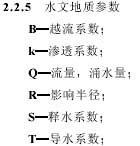 2.2.5 水文地质参数
B—越流系数;
k—渗透系数;
Q—流量,涌水量;
R—影响半径;
S—释水系数;
T—导水系数;